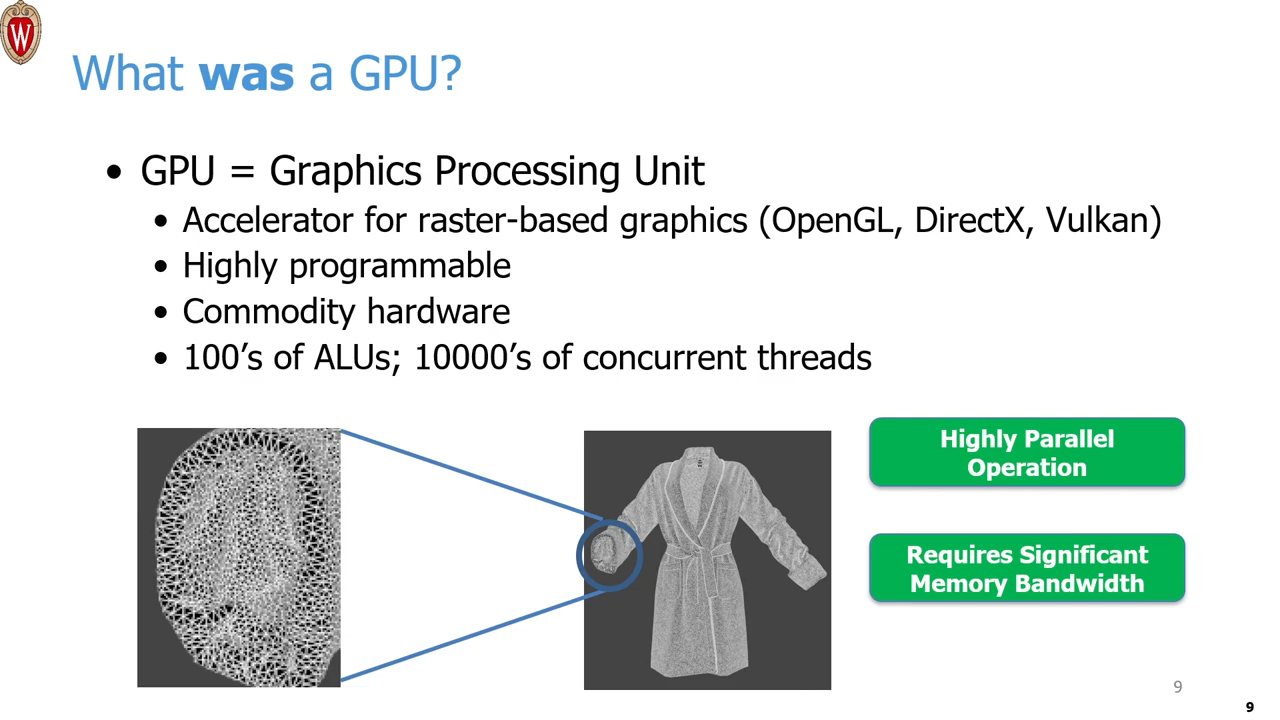 W
What was a GPU?
• GPU = Graphics Processing Unit
• Accelerator for raster-based graphics (OpenGL, DirectX, Vulkan)
• Highly programmable
• Commodity hardware
• 100’s of ALUs; 10000’s of concurrent threads
Highly Parallel
Operation
Requires Significant
Memory Bandwidth
9
9